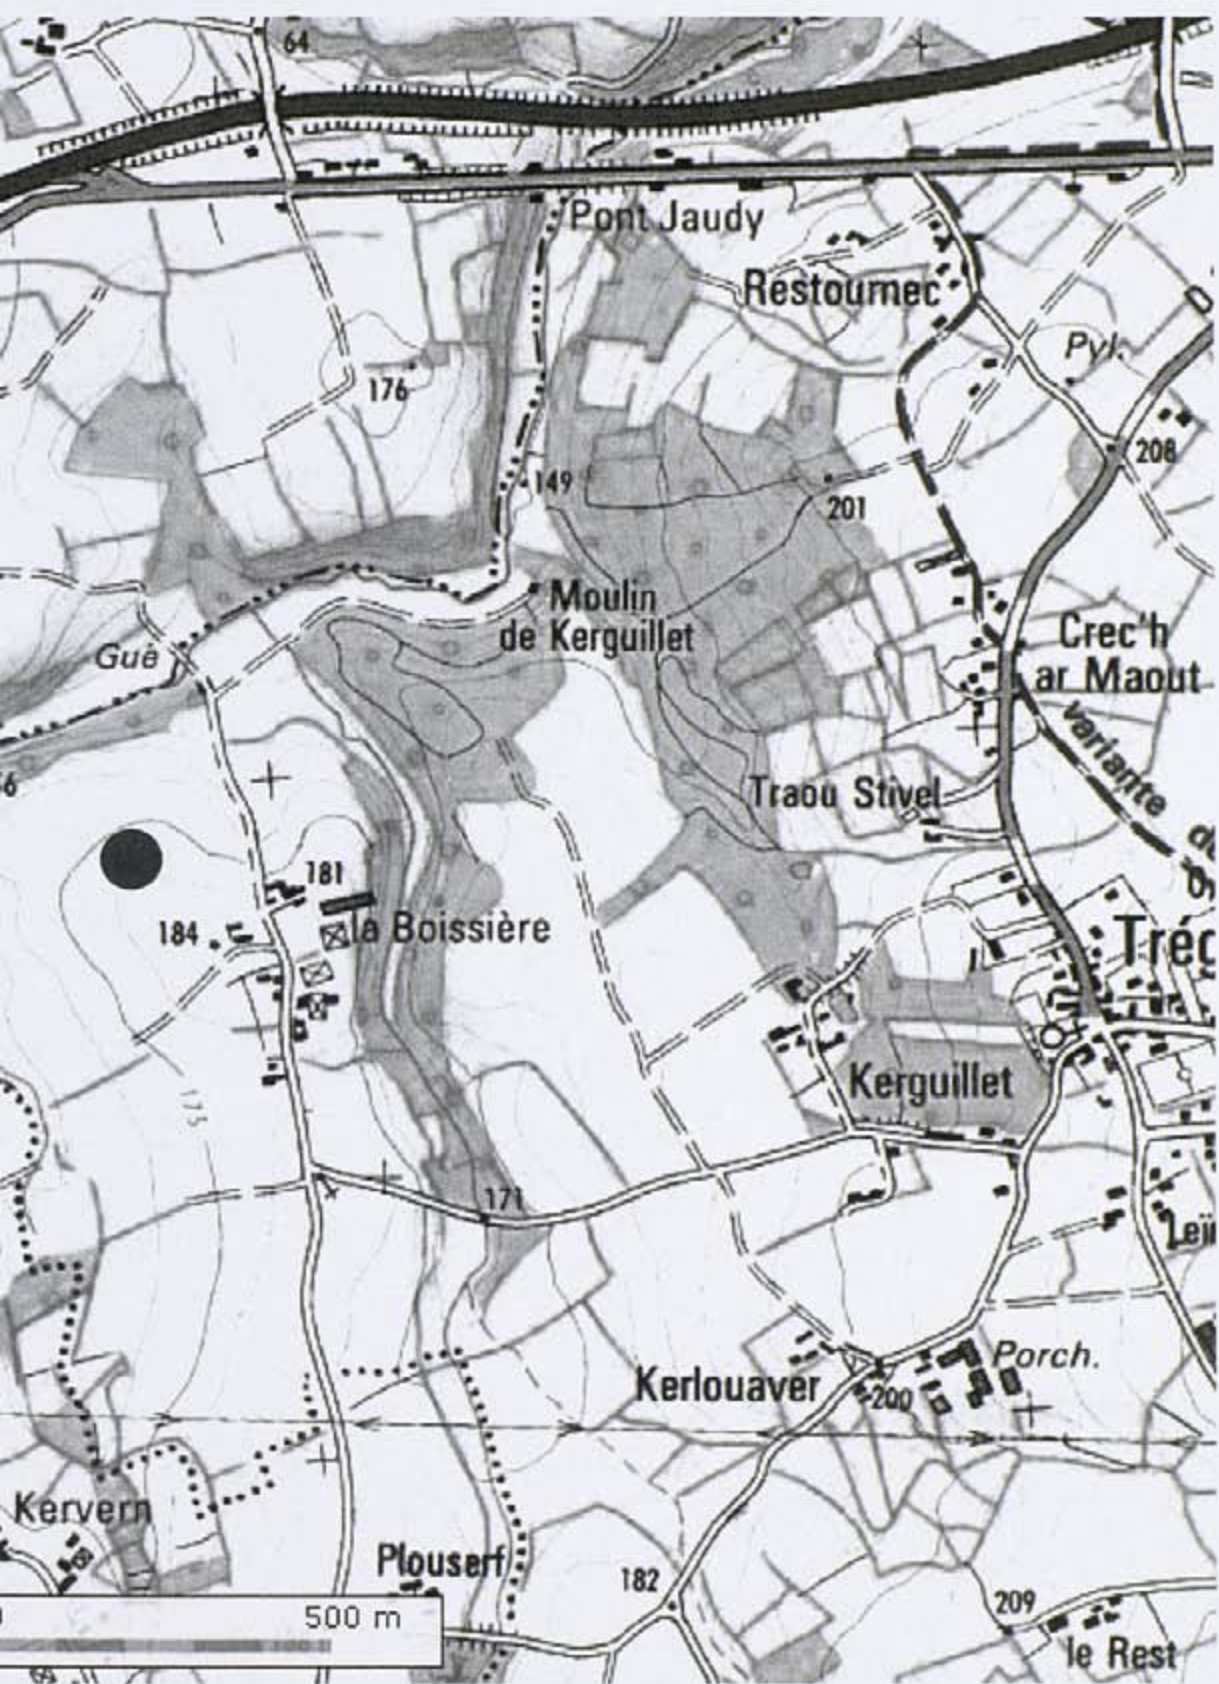 64
Pont Jaudy
Restournec
Pyl.
176
208
149
201
Moulin
de Kerguillet
Crec'h
ar Maout
Gué
variante
Traou Stivel
181
184
la Boissière
Kerguillet
175
171
Porch.
Kerlouaver
200
Kervern
Plouserf
182
500 m
209
le Rest